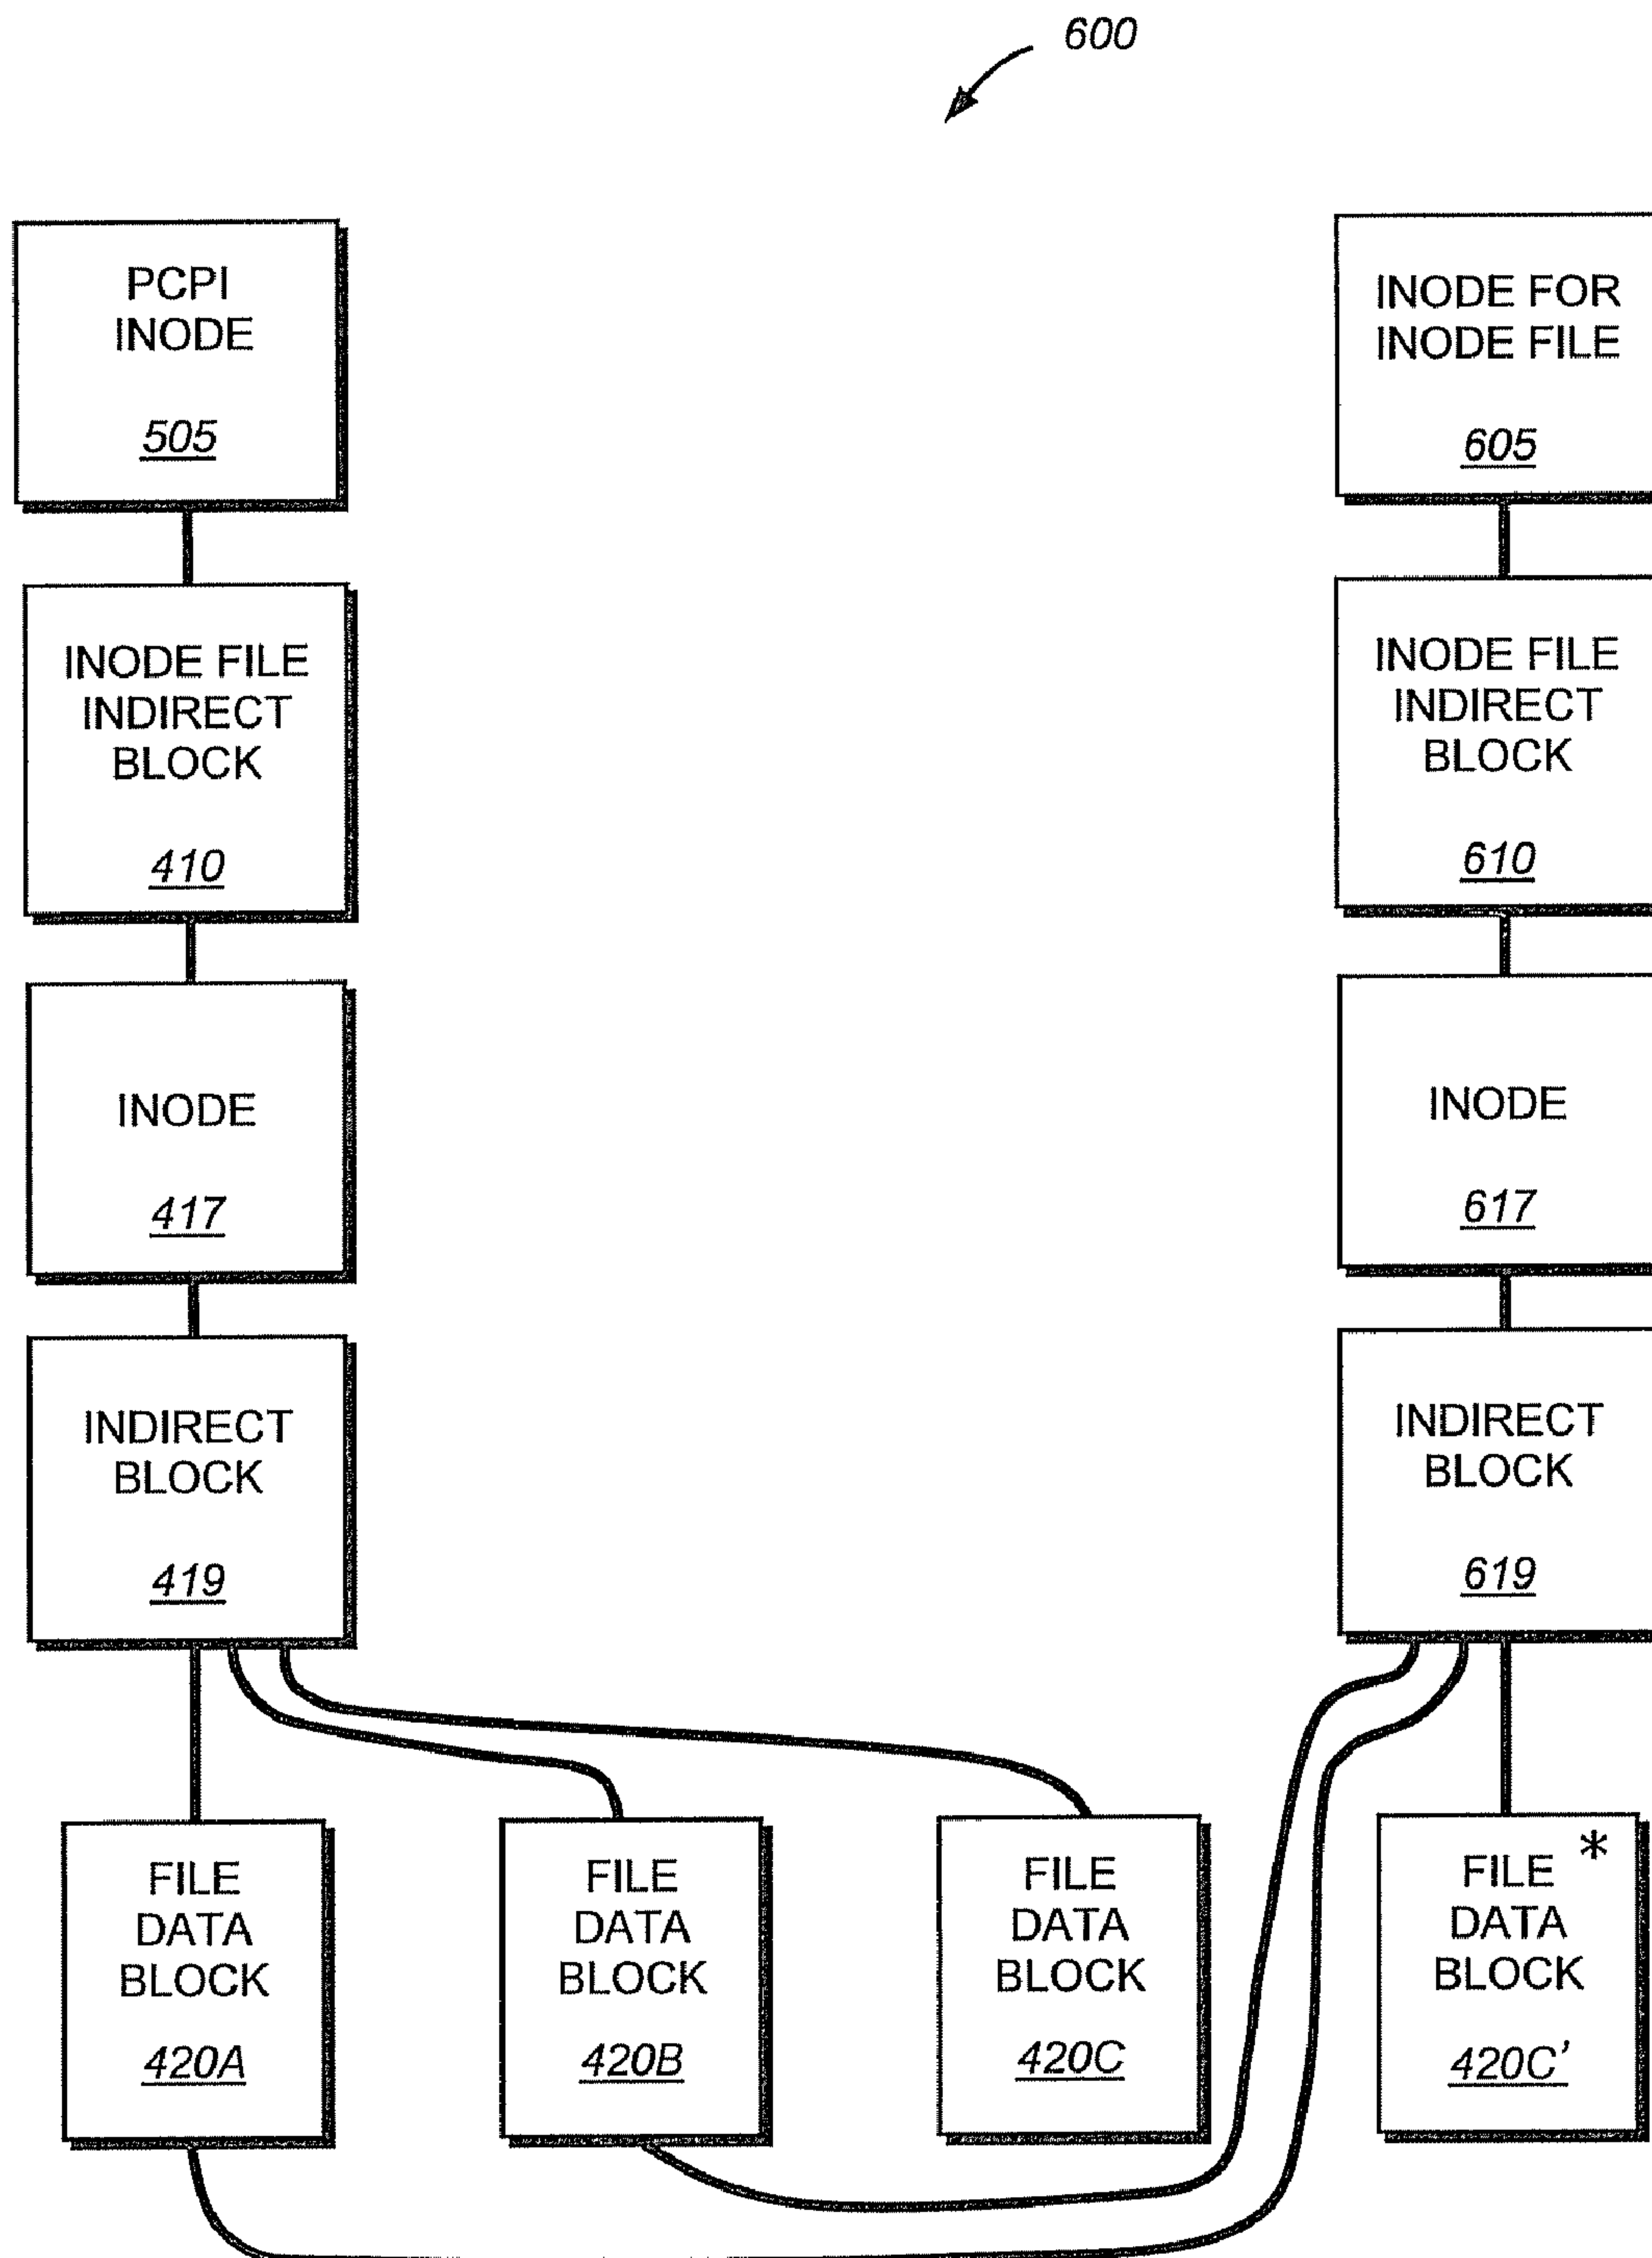 600
PCPI
INODE
505
INODE FOR
INODE FILE
605
INODE FILE
INDIRECT
BLOCK
410
INODE FILE
INDIRECT
BLOCK
610
INODE
417
INODE
617
INDIRECT
BLOCK
419
INDIRECT
BLOCK
619
FILE
DATA
BLOCK
420A
FILE
DATA
BLOCK
420B
FILE
DATA
BLOCK
420C
FILE *
DATA
BLOCK
420C'